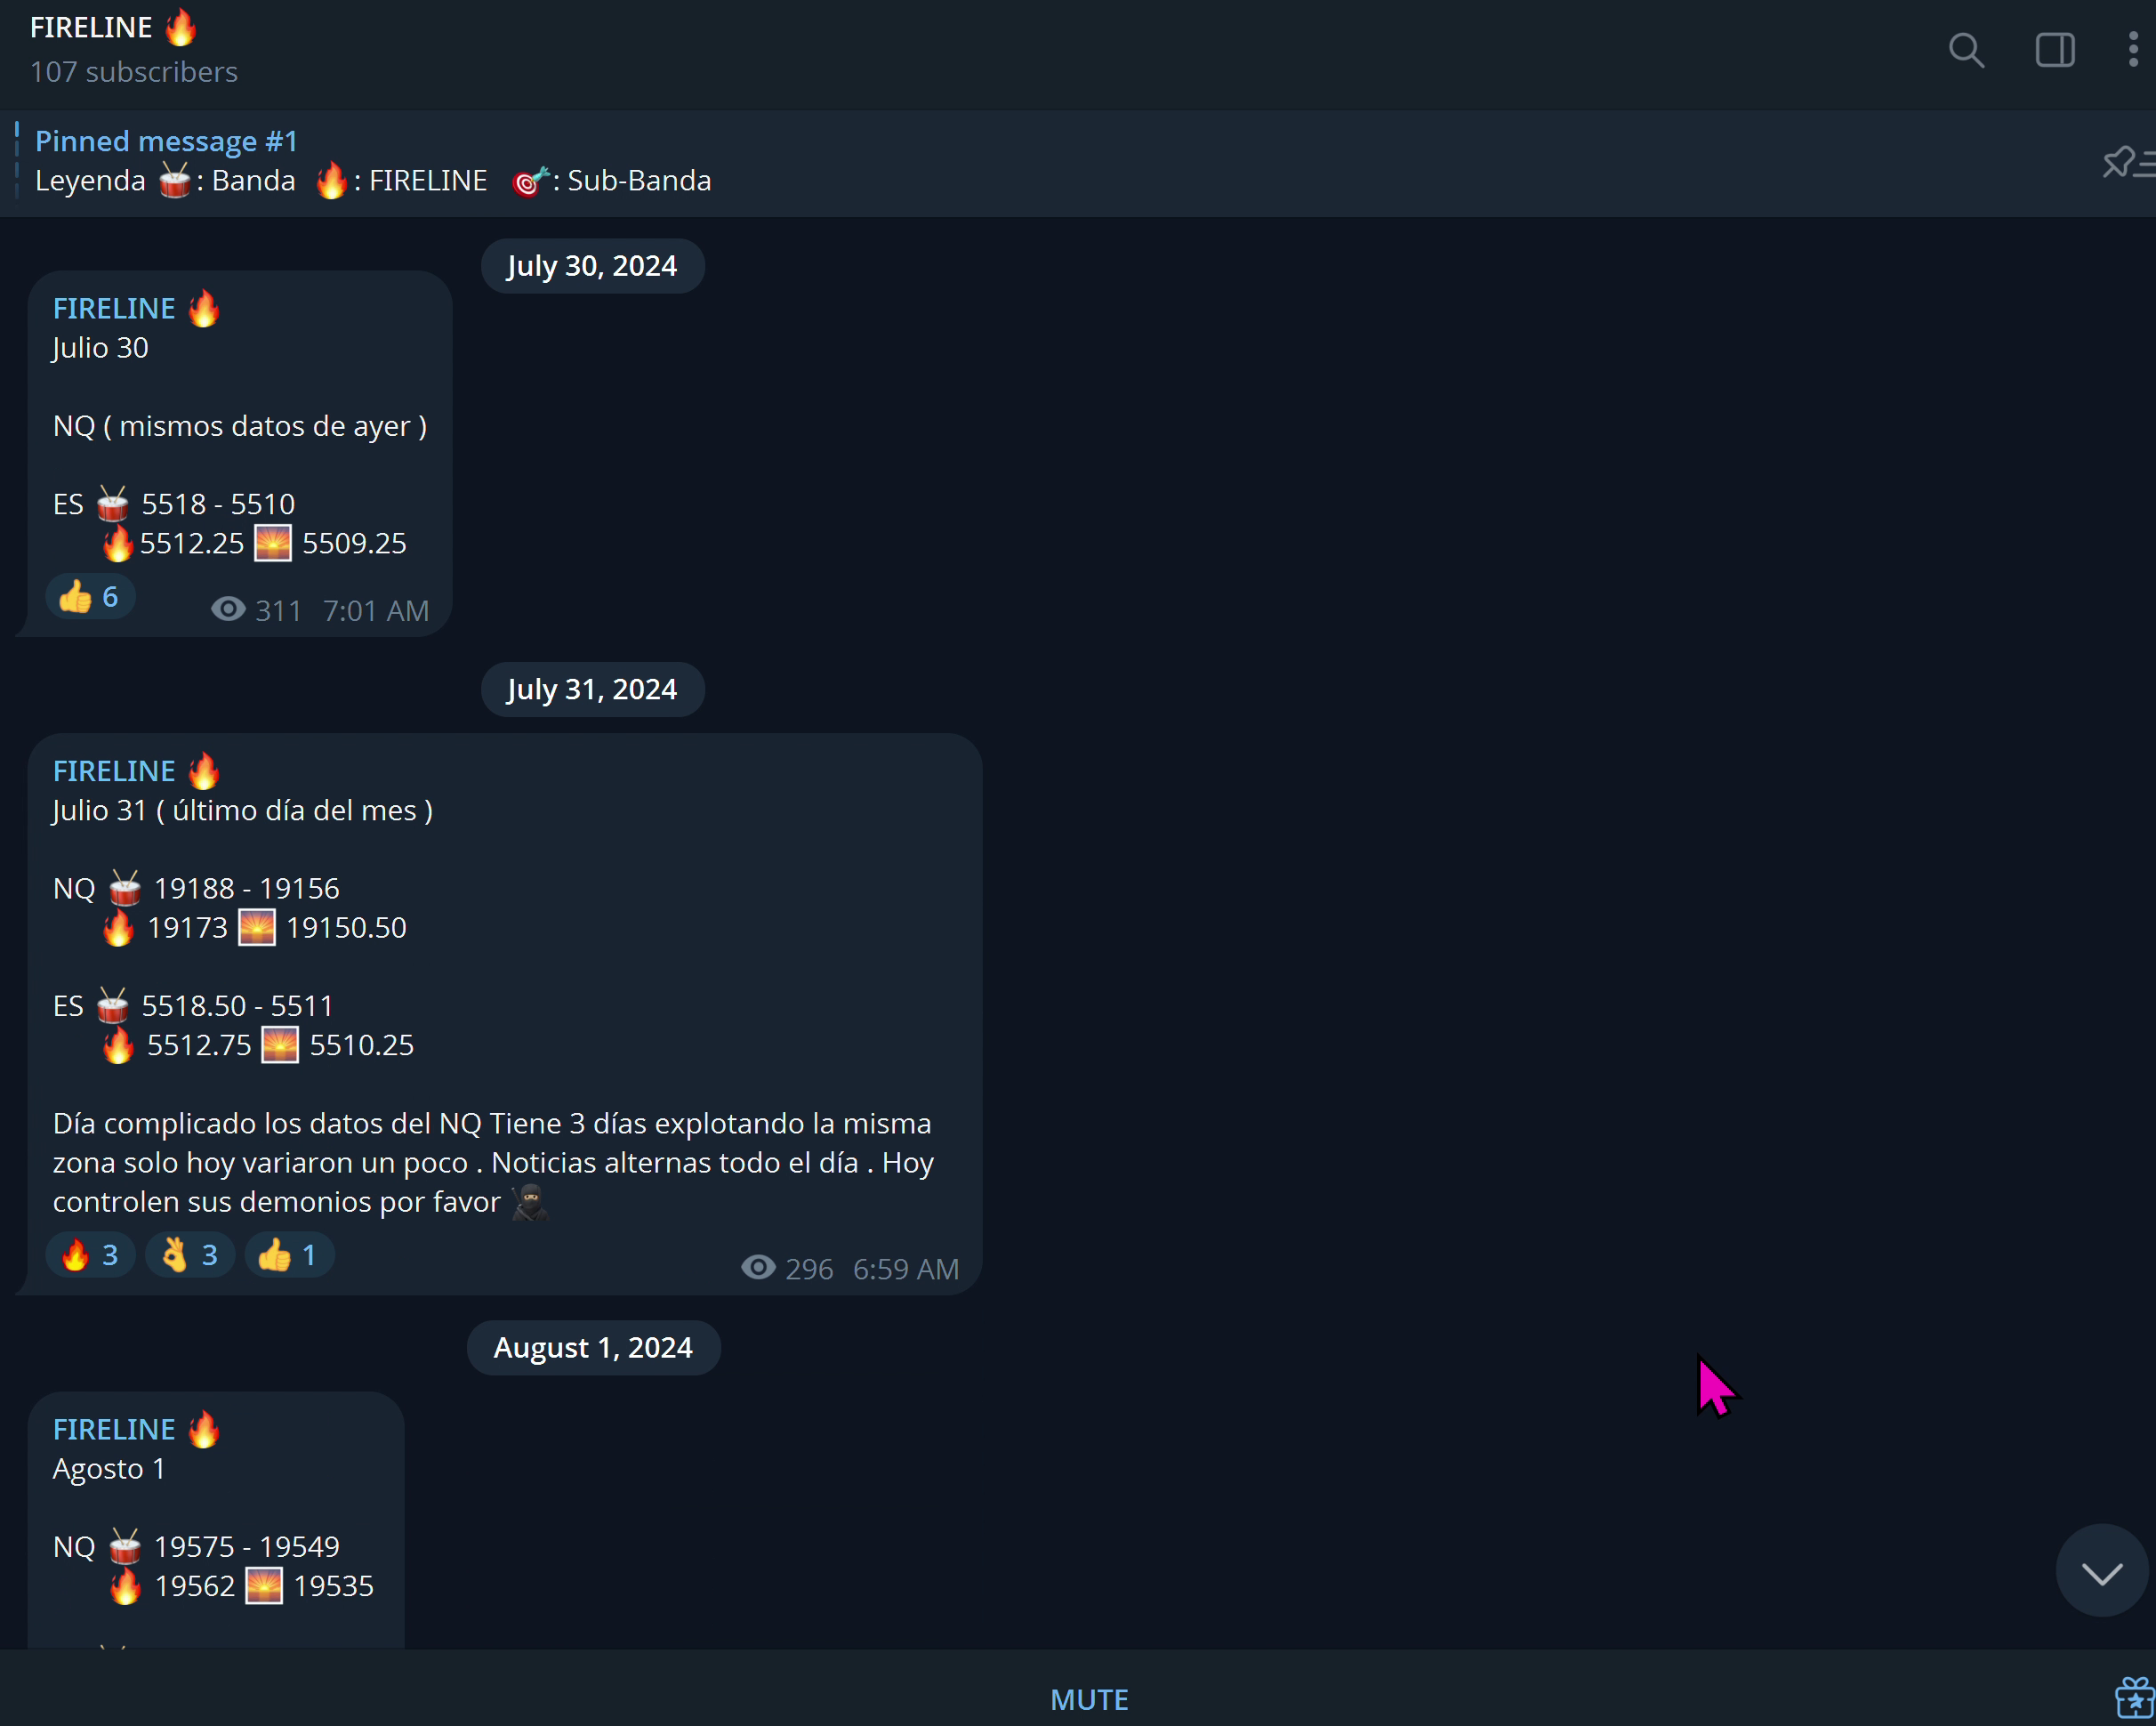 FIRELINE 🔥
107 subscribers
Pinned message #1
Leyenda 🥁: Banda 🔥: FIRELINE 🎯: Sub-Banda
July 30, 2024
FIRELINE 🔥
Julio 30
NQ ( mismos datos de ayer )
ES 🥁 5518 - 5510
🔥5512.25 🌅 5509.25
👍 6 311 7:01 AM
July 31, 2024
FIRELINE 🔥
Julio 31 ( último día del mes )
NQ 🥁 19188 - 19156
🔥 19173 🌅 19150.50
ES 🥁 5518.50 - 5511
🔥 5512.75 🌅 5510.25
Día complicado los datos del NQ Tiene 3 días explotando la misma
zona solo hoy variaron un poco . Noticias alternas todo el día . Hoy
controlen sus demonios por favor 🥷
🔥 3 👌 3 👍 1 296 6:59 AM
August 1, 2024
FIRELINE 🔥
Agosto 1
NQ 🥁 19575 - 19549
🔥 19562 🌅 19535
MUTE